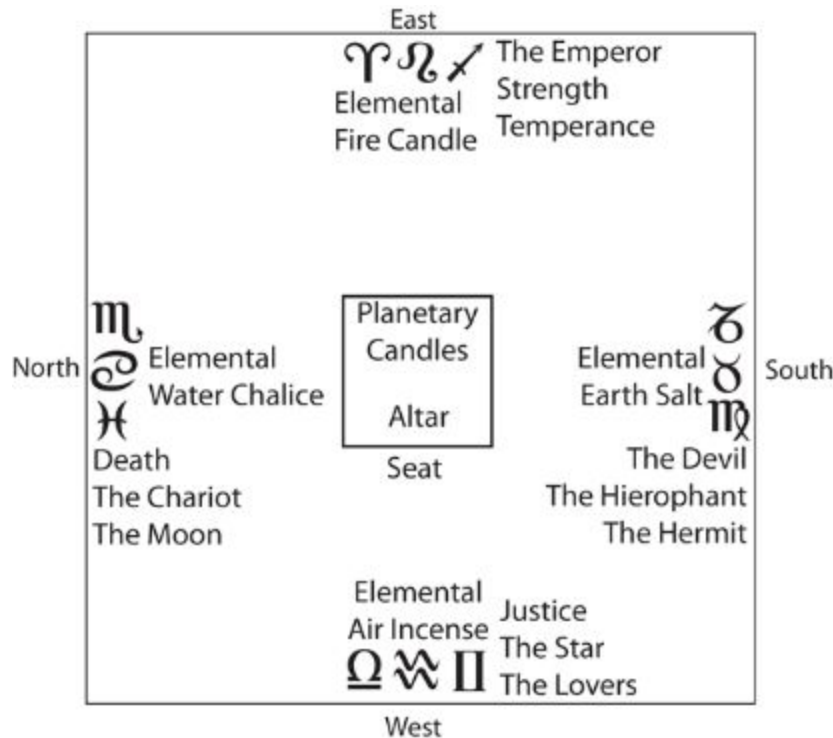 East
♈ ♌ ♐ The Emperor
Elemental Strength
Fire Candle Temperance
♏
Planetary
Candles
Altar
Seat
North
♋ Elemental
Water Chalice
♓
Death
The Chariot
The Moon
♑
Elemental
♉
Earth Salt
♍
South
The Devil
The Hierophant
The Hermit
Elemental
Air Incense
♎ ♒ ♊
Justice
The Star
The Lovers
West